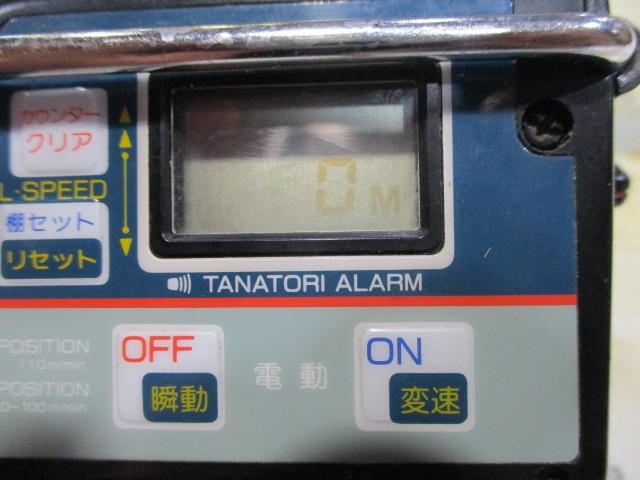 カウンター
クリア
L-SPEED
棚セット
リセット
0 M
TANATORI ALARM
POSITION
110m/min.
POSITION
0~100m/min.
OFF
瞬動
電動
ON
変速